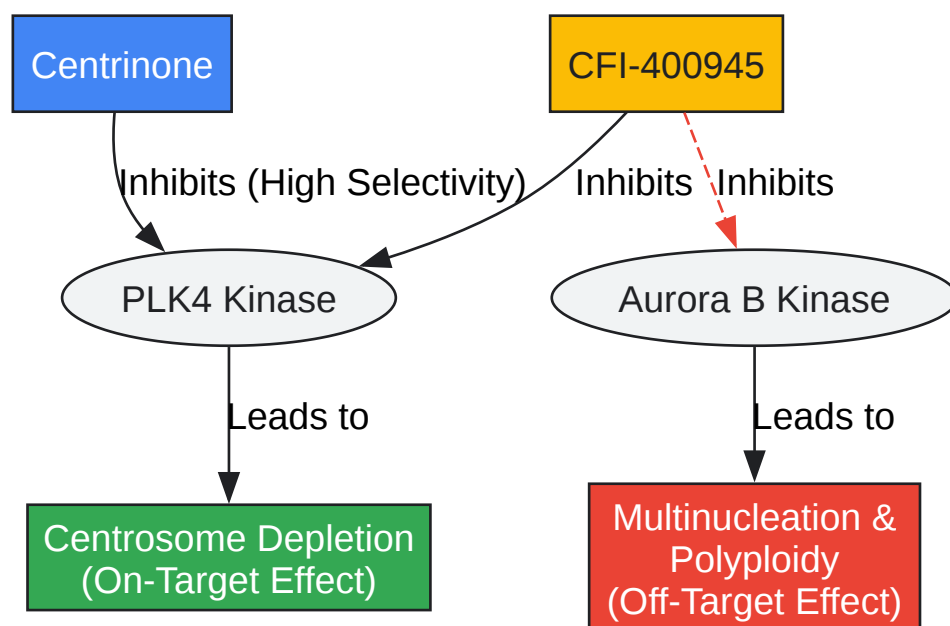 Centrinone
CFI-400945
Inhibits (High Selectivity)
Inhibits
Inhibits
PLK4 Kinase
Aurora B Kinase
Leads to
Leads to
Centrosome Depletion
(On-Target Effect)
Multinucleation &
Polyploidy
(Off-Target Effect)